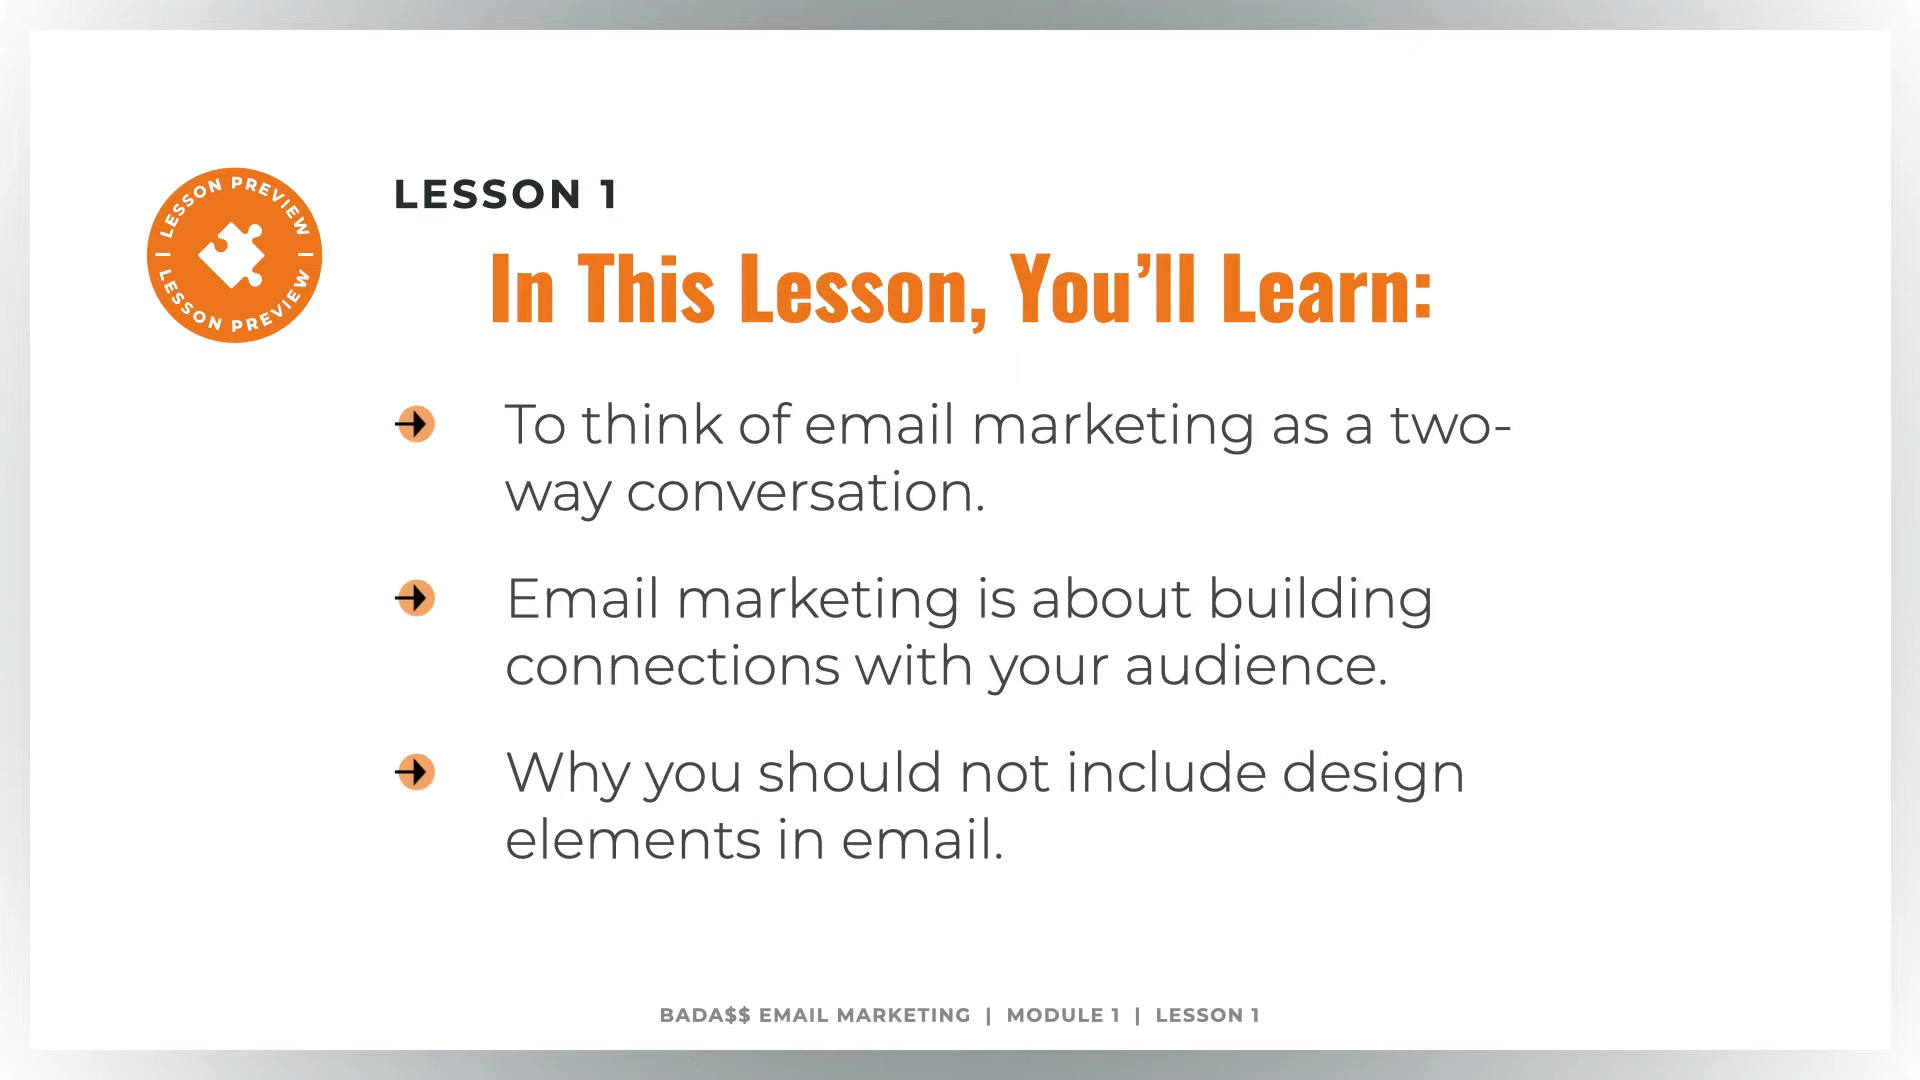 LESSON PREVIEW
LESSON PREVIEW
LESSON 1
In This Lesson, You’ll Learn:
To think of email marketing as a two-
way conversation.
Email marketing is about building
connections with your audience.
Why you should not include design
elements in email.
BADA$$ EMAIL MARKETING | MODULE 1 | LESSON 1